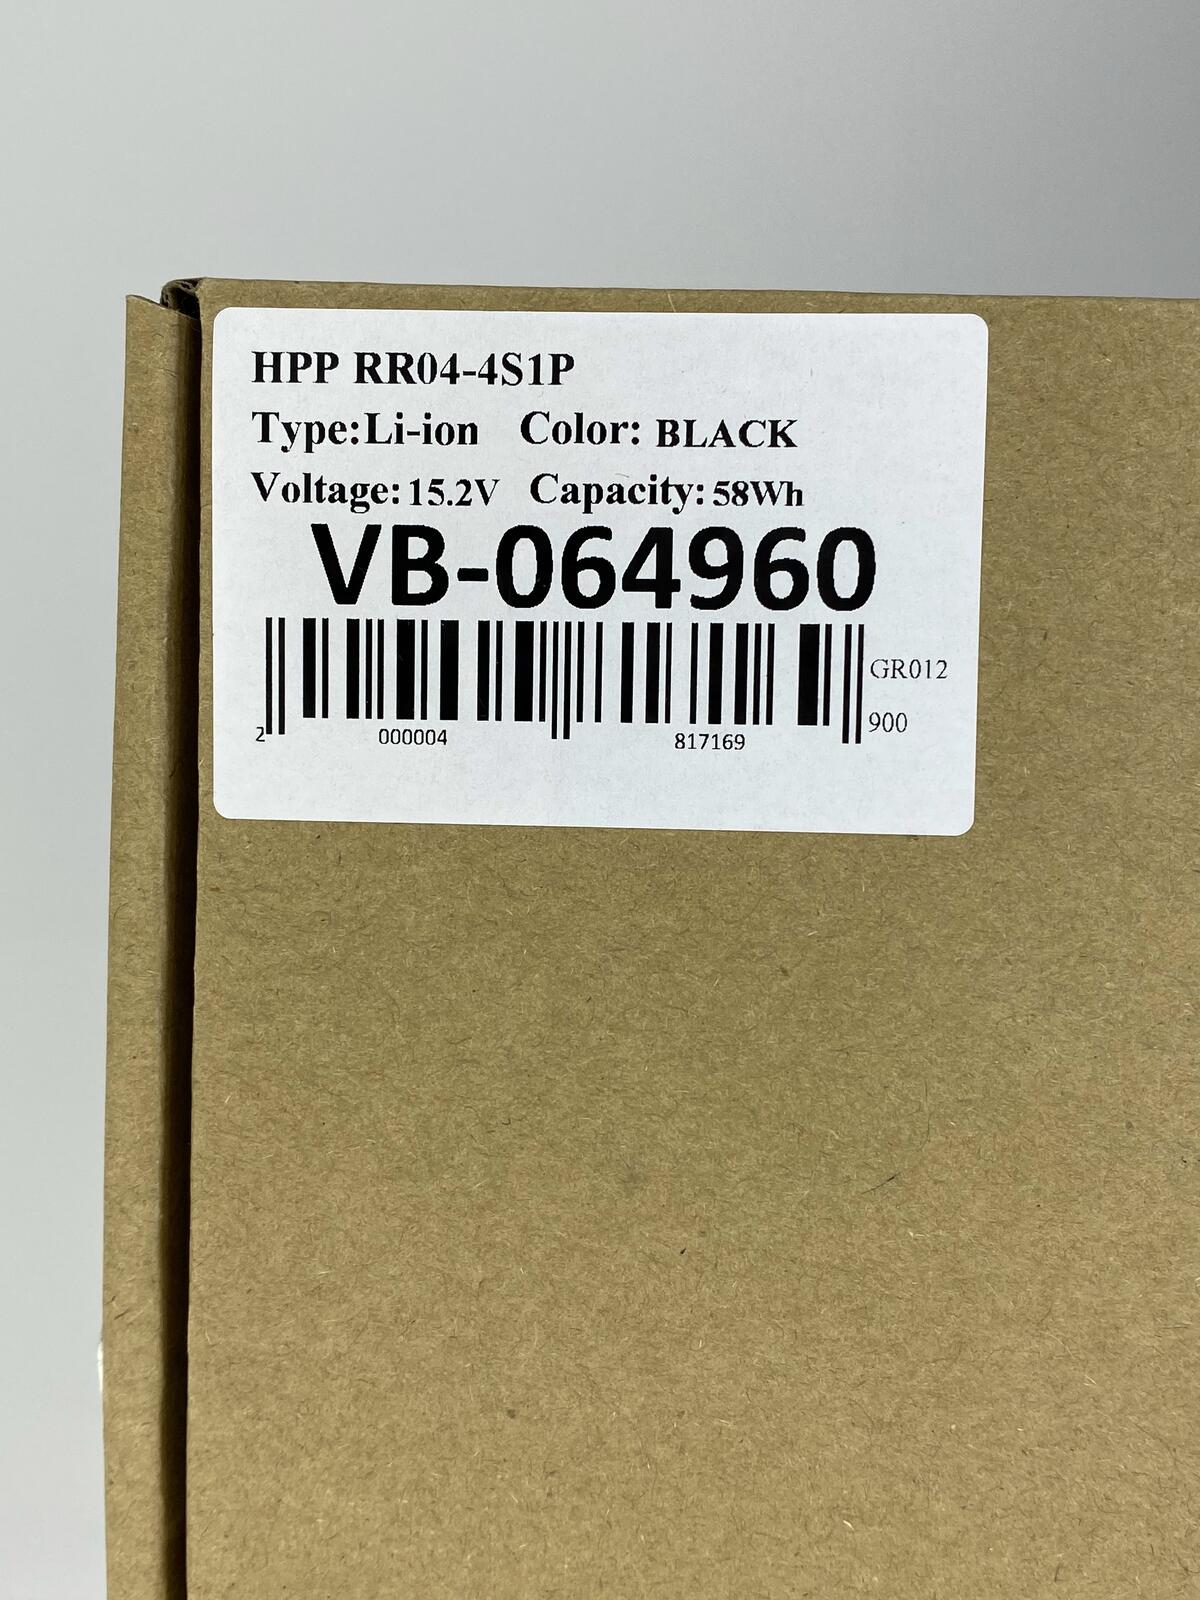 HPP RR04-4S1P
Type:Li-ion Color: BLACK
Voltage:15.2V Capacity:58Wh
VB-064960
GR012
900
2 000004 817169